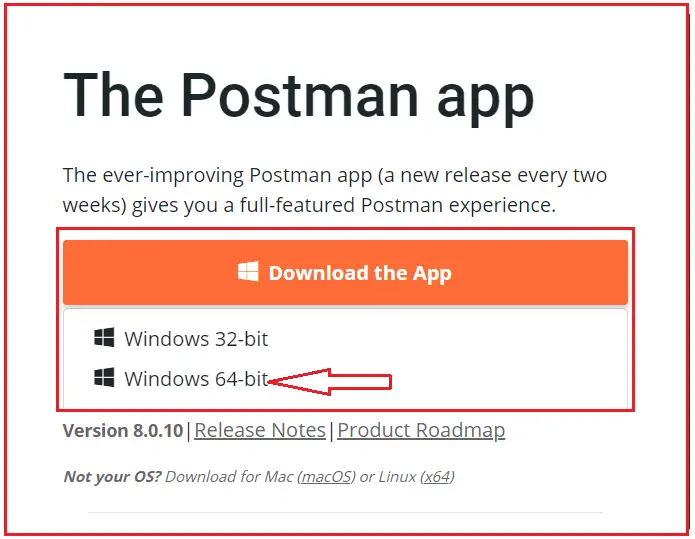 The Postman app
The ever-improving Postman app (a new release every two
weeks) gives you a full-featured Postman experience.
Download the App
Windows 32-bit
Windows 64-bit
Version 8.0.10|Release Notes|Product Roadmap
Not your OS? Download for Mac (macOS) or Linux (x64)